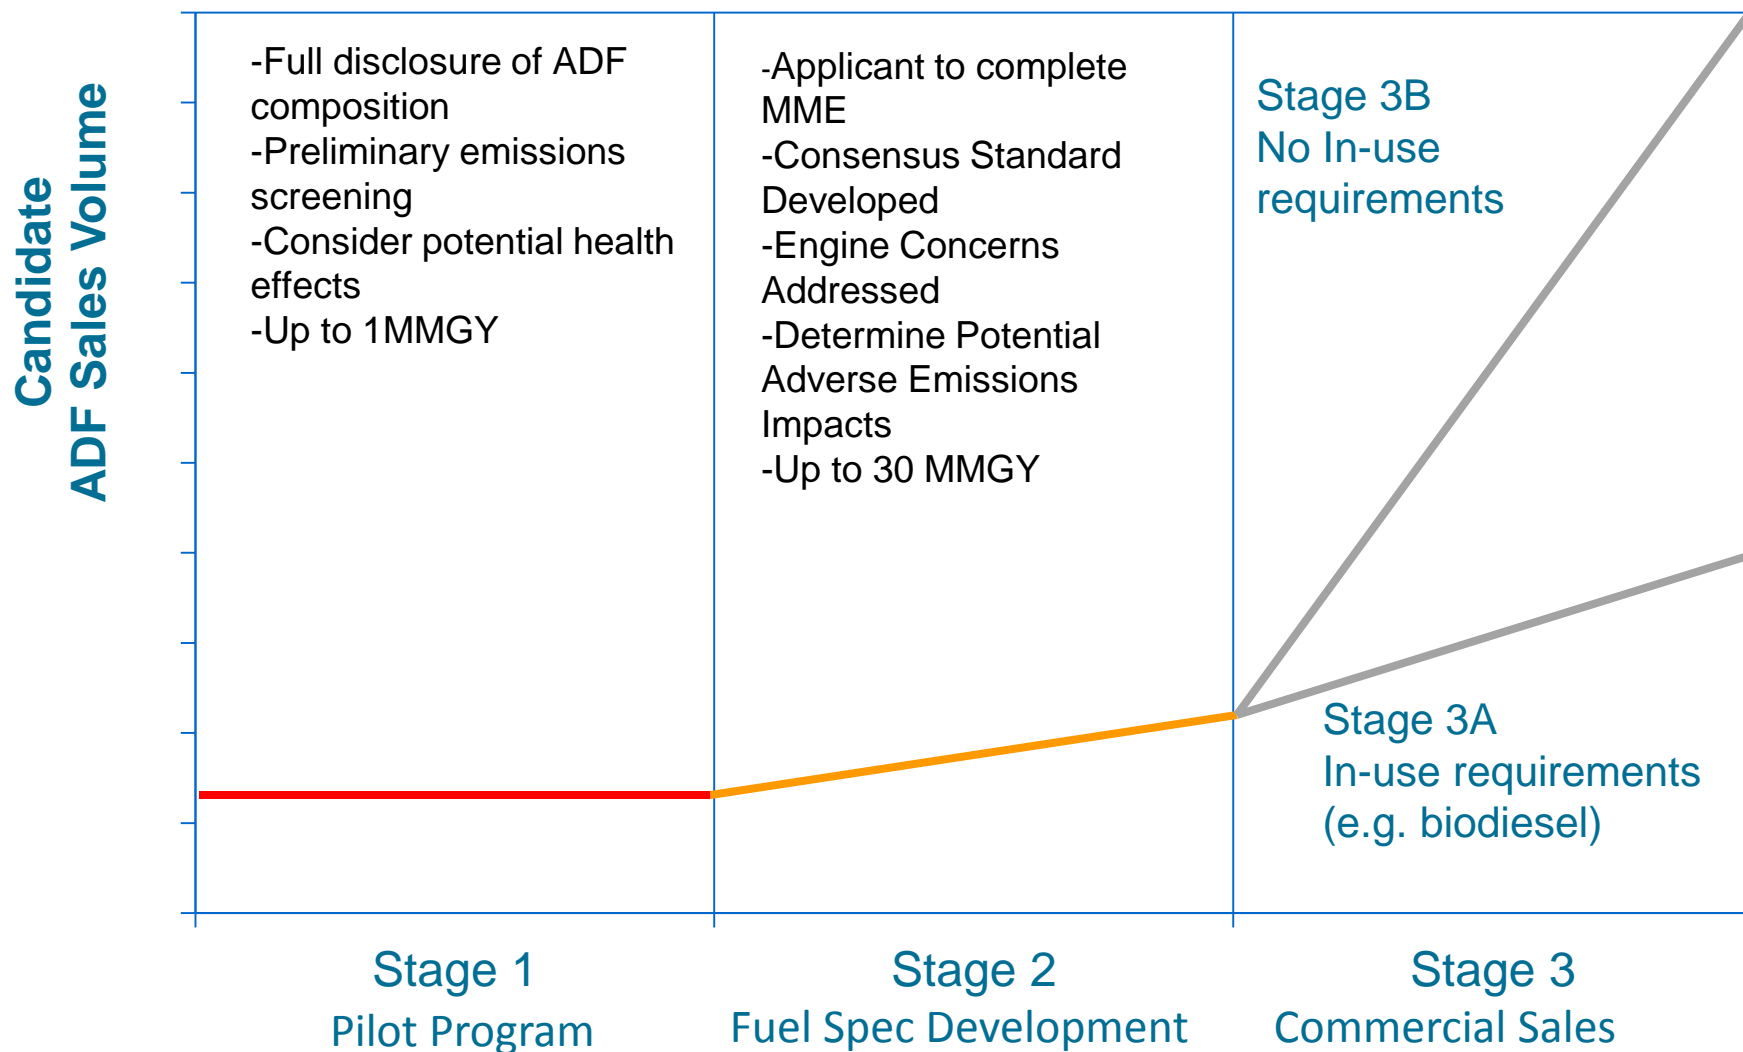 Candidate
ADF Sales Volume
-Full disclosure of ADF
composition
-Preliminary emissions
screening
-Consider potential health
effects
-Up to 1MMGY
-Applicant to complete
MME
-Consensus Standard
Developed
-Engine Concerns
Addressed
-Determine Potential
Adverse Emissions
Impacts
-Up to 30 MMGY
Stage 3B
No In-use
requirements
Stage 3A
In-use requirements
(e.g. biodiesel)
Stage 1
Pilot Program
Stage 2
Fuel Spec Development
Stage 3
Commercial Sales